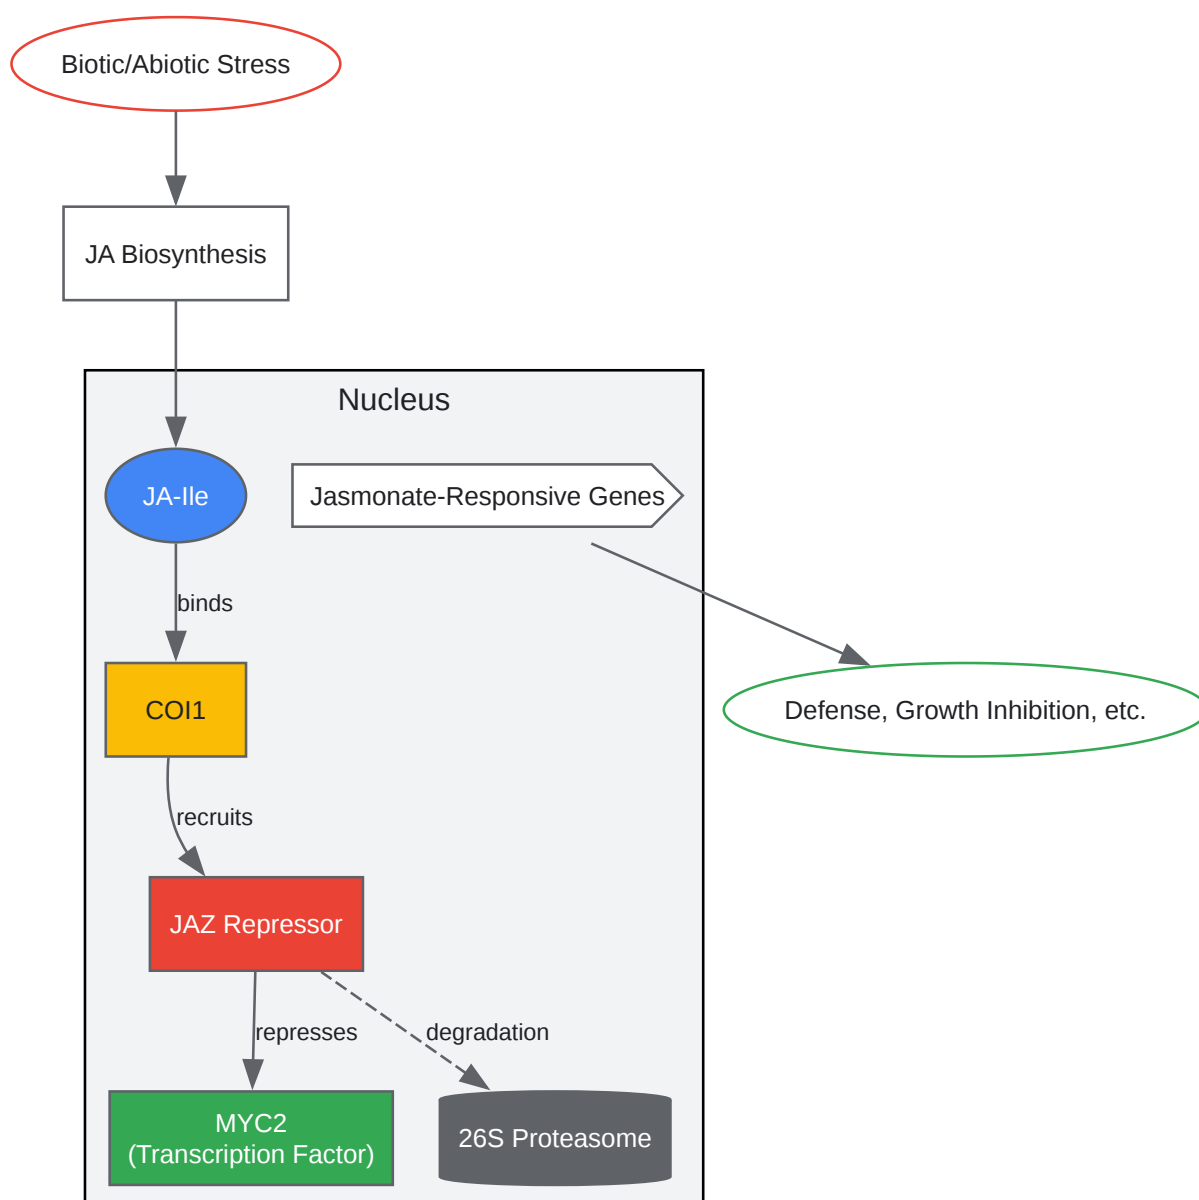 Biotic/Abiotic Stress
JA Biosynthesis
Nucleus
JA-Ile
Jasmonate-Responsive Genes
binds
COI1
Defense, Growth Inhibition, etc.
recruits
JAZ Repressor
represses
degradation
MYC2
(Transcription Factor)
26S Proteasome